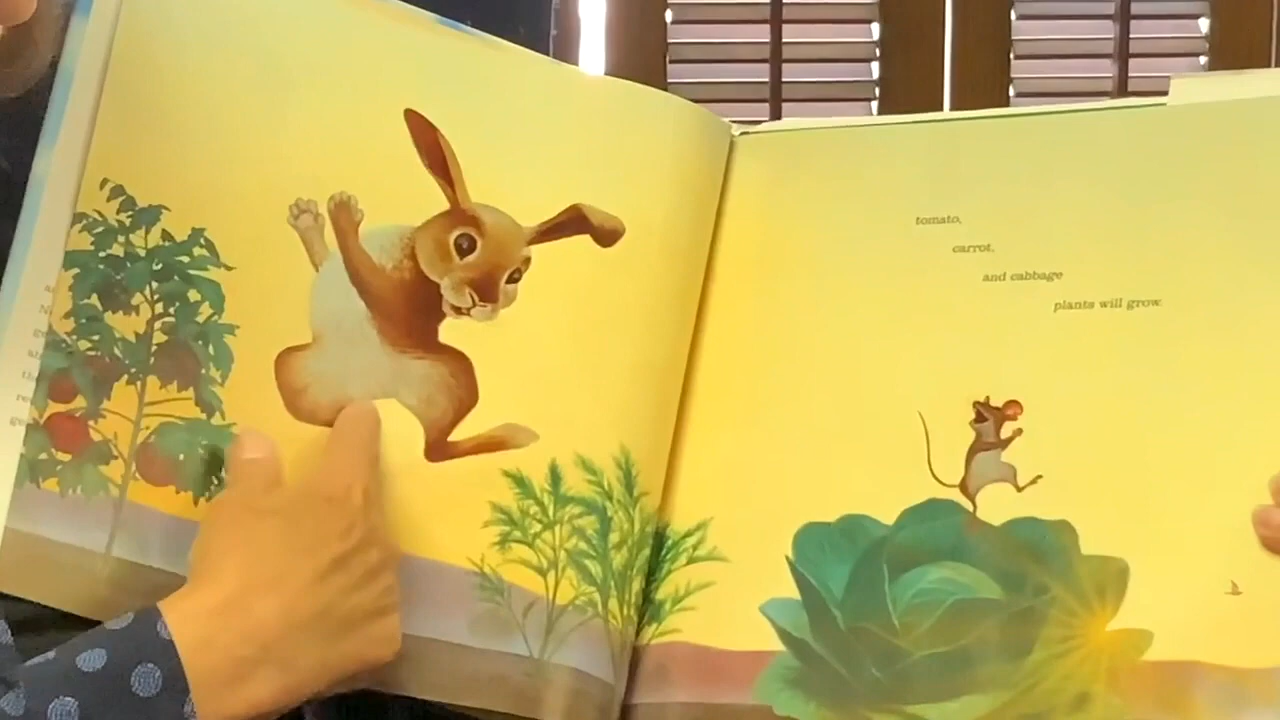 tomato,
carrot,
and cabbage
plants will grow.